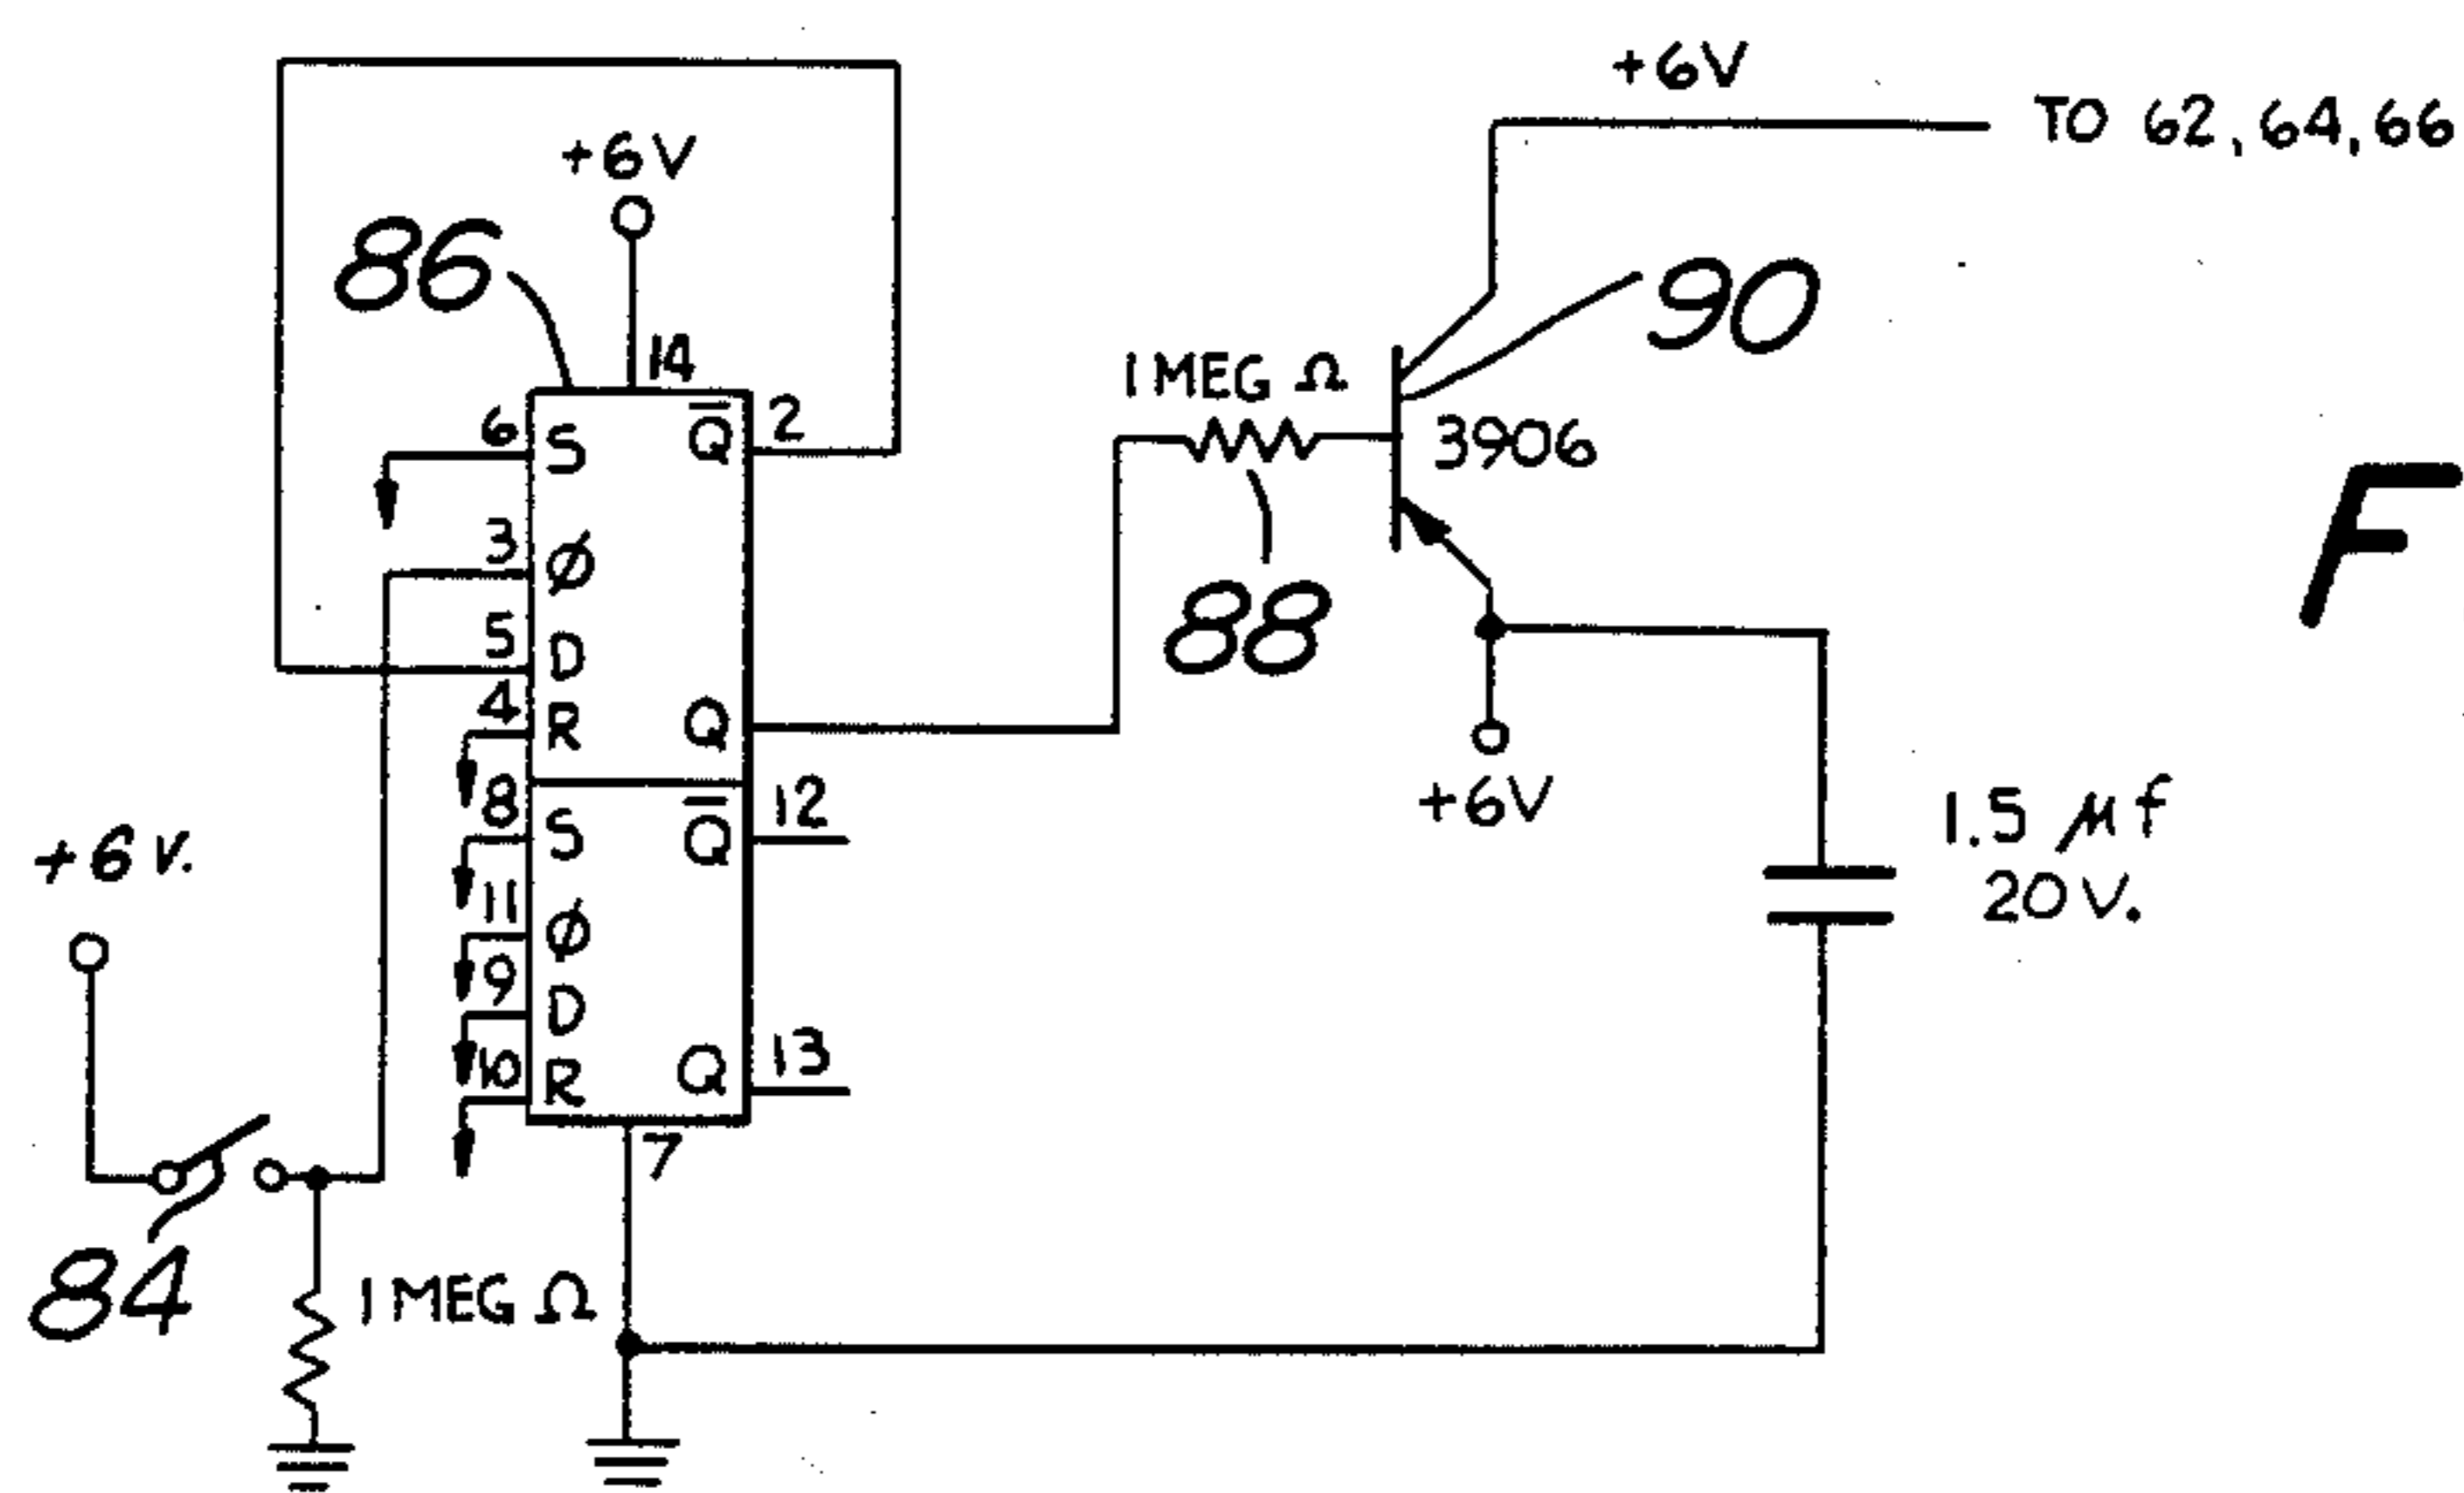 +6V
TO 62, 64, 66
+6V
86
90
14
1 MEG Ω
3906
6 S Q̅ 2
3 Ø
5 D
4 R Q
88
F
+6V
8 S Q̅ 12
11 Ø
9 D
10 R Q 13
1.5 µf
20 V.
+6 v.
7
84
1 MEG Ω